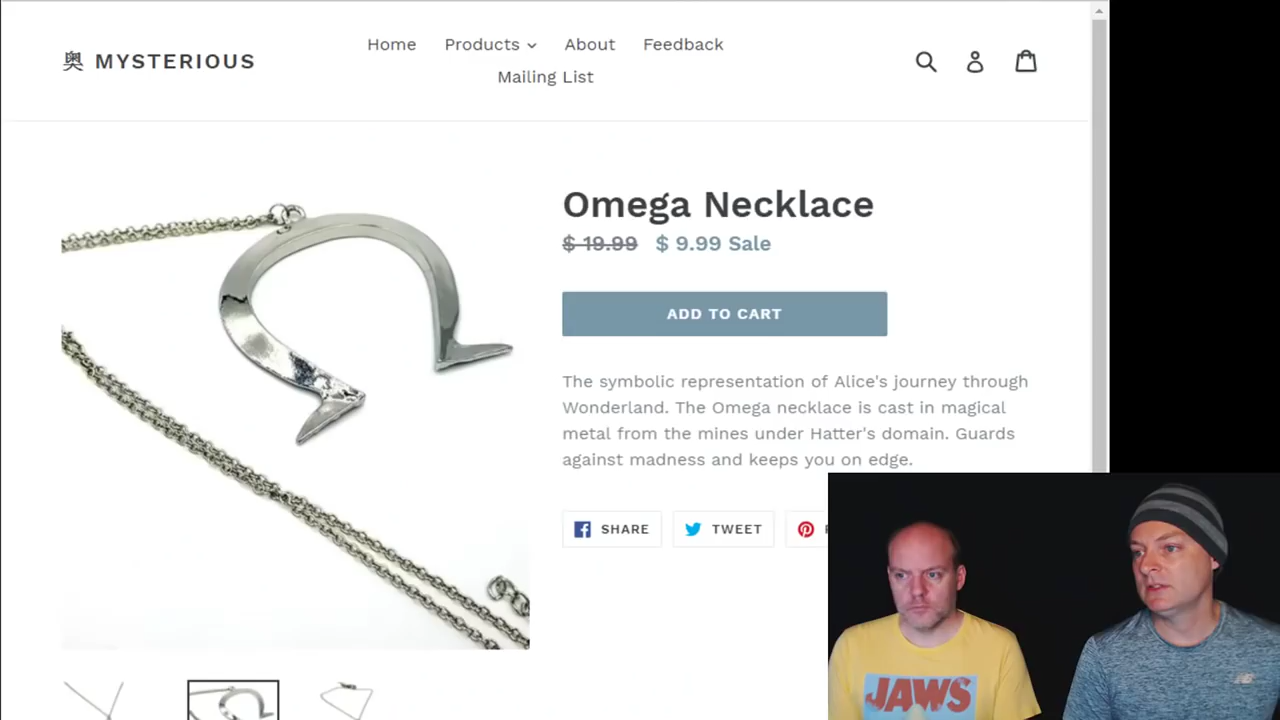 奥 MYSTERIOUS
Home Products About Feedback
Mailing List
Omega Necklace
$ 19.99 $ 9.99 Sale
ADD TO CART
The symbolic representation of Alice's journey through
Wonderland. The Omega necklace is cast in magical
metal from the mines under Hatter's domain. Guards
against madness and keeps you on edge.
SHARE TWEET
JAWS